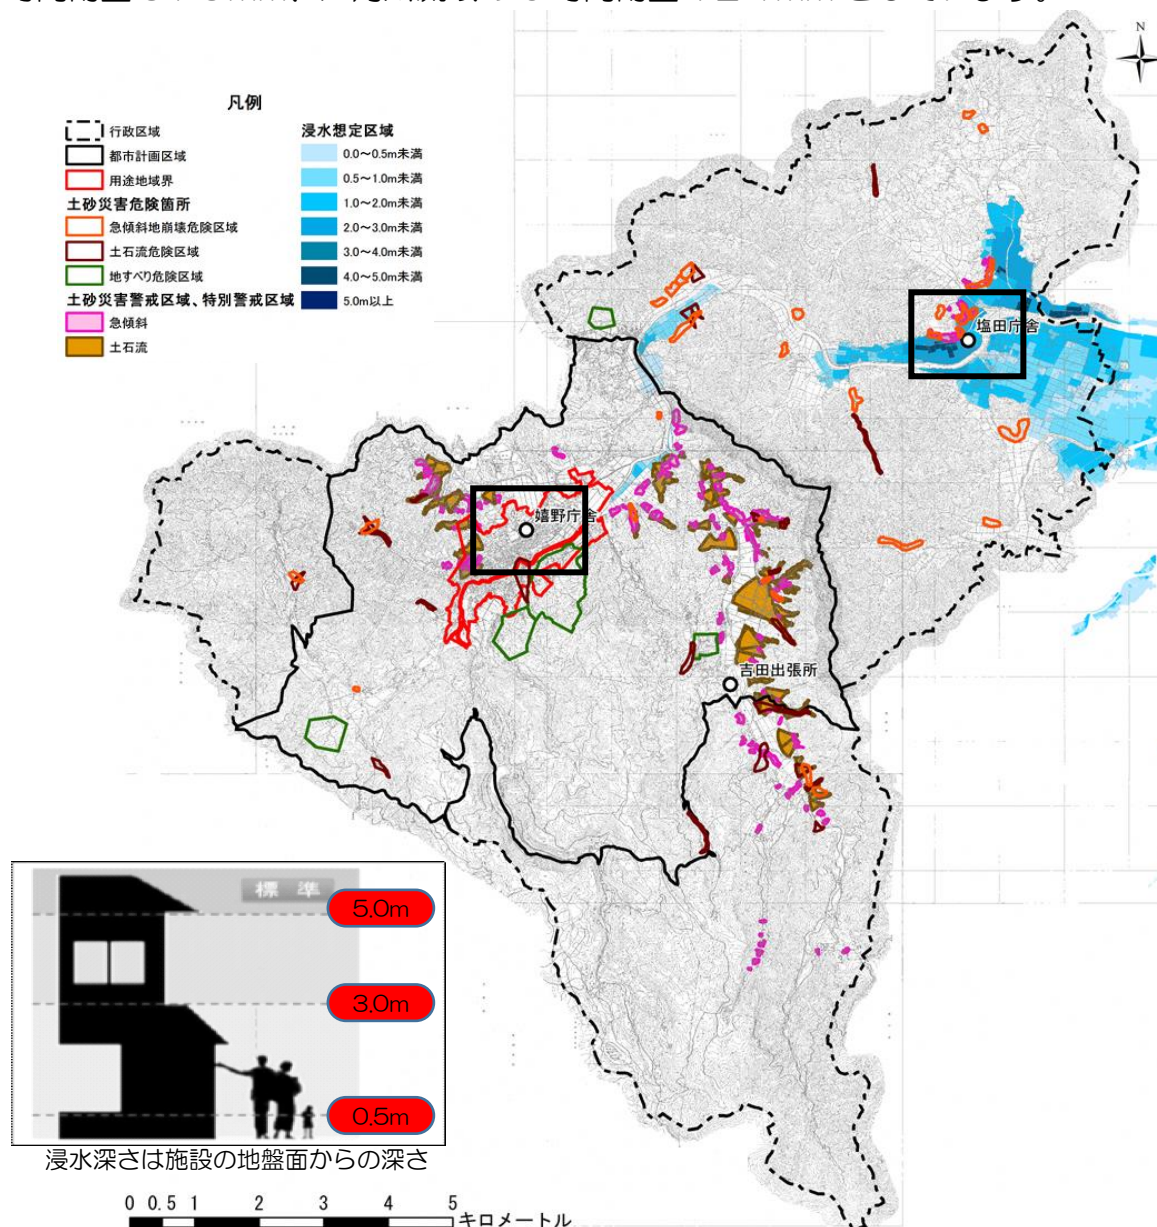 N
凡例
行政区域
都市計画区域
用途地域界
土砂災害危険箇所
急傾斜地崩壊危険区域
土石流危険区域
地すべり危険区域
土砂災害警戒区域、特別警戒区域
急傾斜
土石流
浸水想定区域
0.0～0.5m未満
0.5～1.0m未満
1.0～2.0m未満
2.0～3.0m未満
3.0～4.0m未満
4.0～5.0m未満
5.0m以上
塩田庁舎
嬉野庁舎
吉田出張所
標 準
5.0m
3.0m
0.5m
浸水深さは施設の地盤面からの深さ
0 0.5 1 2 3 4 5
キロメートル